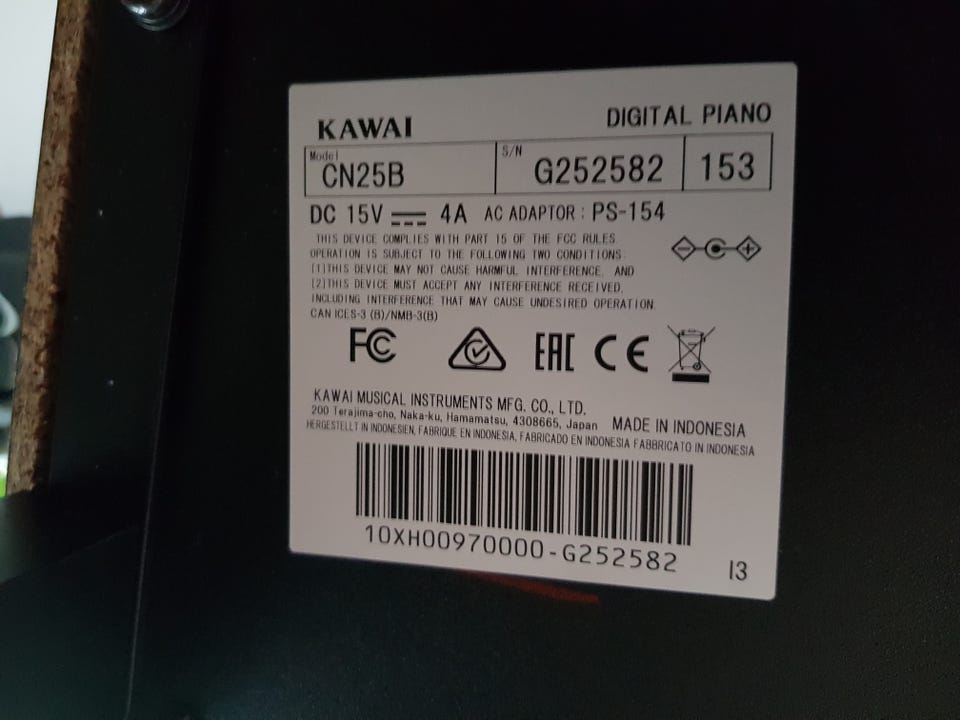 KAWAI DIGITAL PIANO
Model CN25B S/N G252582 153
DC 15V 4A AC ADAPTOR : PS-154
THIS DEVICE COMPLIES WITH PART 15 OF THE FCC RULES.
OPERATION IS SUBJECT TO THE FOLLOWING TWO CONDITIONS:
(1)THIS DEVICE MAY NOT CAUSE HARMFUL INTERFERENCE, AND
(2)THIS DEVICE MUST ACCEPT ANY INTERFERENCE RECEIVED,
INCLUDING INTERFERENCE THAT MAY CAUSE UNDESIRED OPERATION.
CAN ICES-3 (B)/NMB-3(B)
FC EAC CE
KAWAI MUSICAL INSTRUMENTS MFG. CO., LTD.
200 Terajima-cho, Naka-ku, Hamamatsu, 4308665, Japan MADE IN INDONESIA
HERGESTELLT IN INDONESIEN, FABRIQUE EN INDONESIA, FABRICADO EN INDONESIA FABBRICATO IN INDONESIA
10XH00970000-G252582
I3